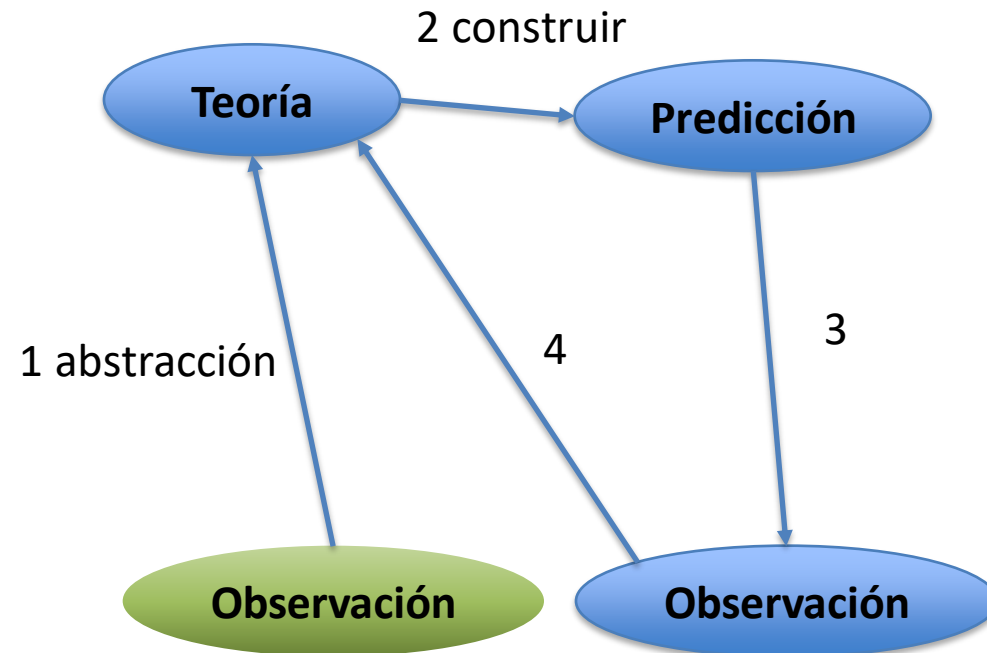 2 construir
Teoría
Predicción
1 abstracción
4
3
Observación
Observación